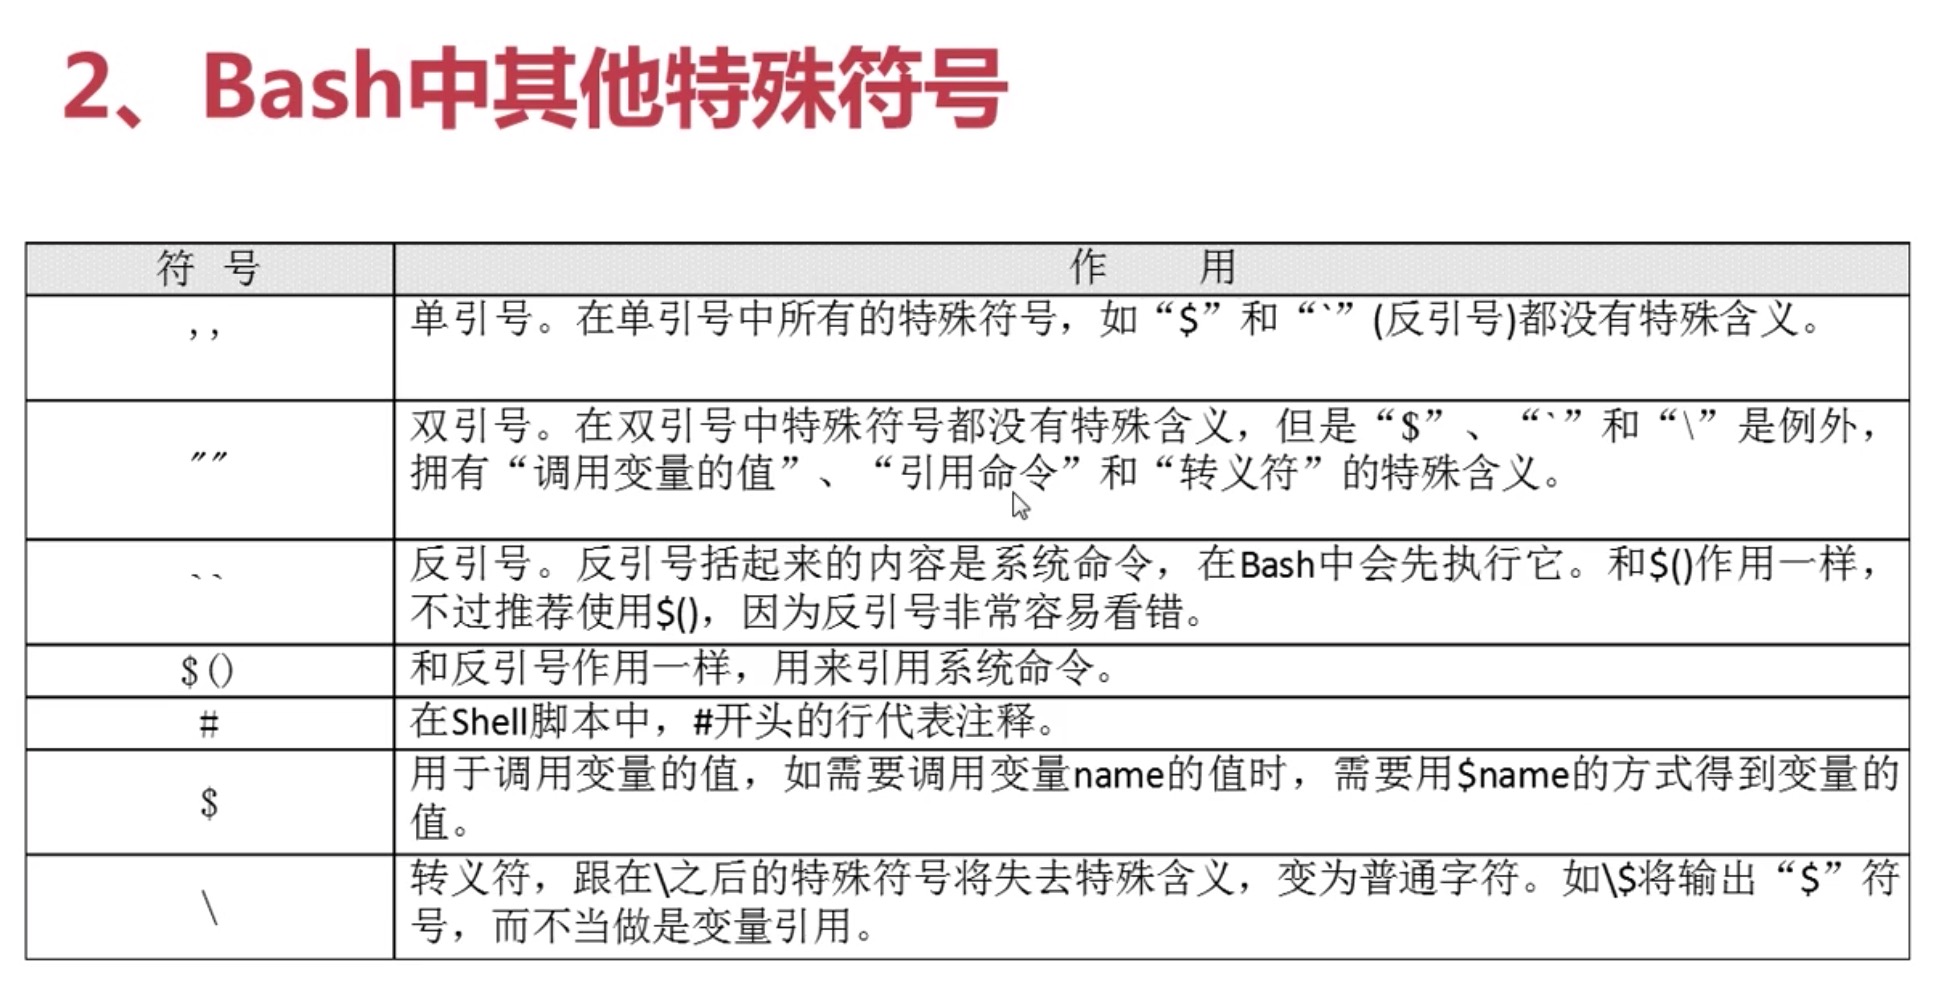 2、Bash中其他特殊符号
符 号
作 用
''
单引号。在单引号中所有的特殊符号，如“$”和“`”(反引号)都没有特殊含义。
""
双引号。在双引号中特殊符号都没有特殊含义，但是“$”、“`”和“\”是例外，
拥有“调用变量的值”、“引用命令”和“转义符”的特殊含义。
``
反引号。反引号括起来的内容是系统命令，在Bash中会先执行它。和$()作用一样，
不过推荐使用$()，因为反引号非常容易看错。
$()
和反引号作用一样，用来引用系统命令。
#
在Shell脚本中，#开头的行代表注释。
$
用于调用变量的值，如需要调用变量name的值时，需要用$name的方式得到变量的
值。
\
转义符，跟在\之后的特殊符号将失去特殊含义，变为普通字符。如\$将输出“$”符
号，而不当做是变量引用。